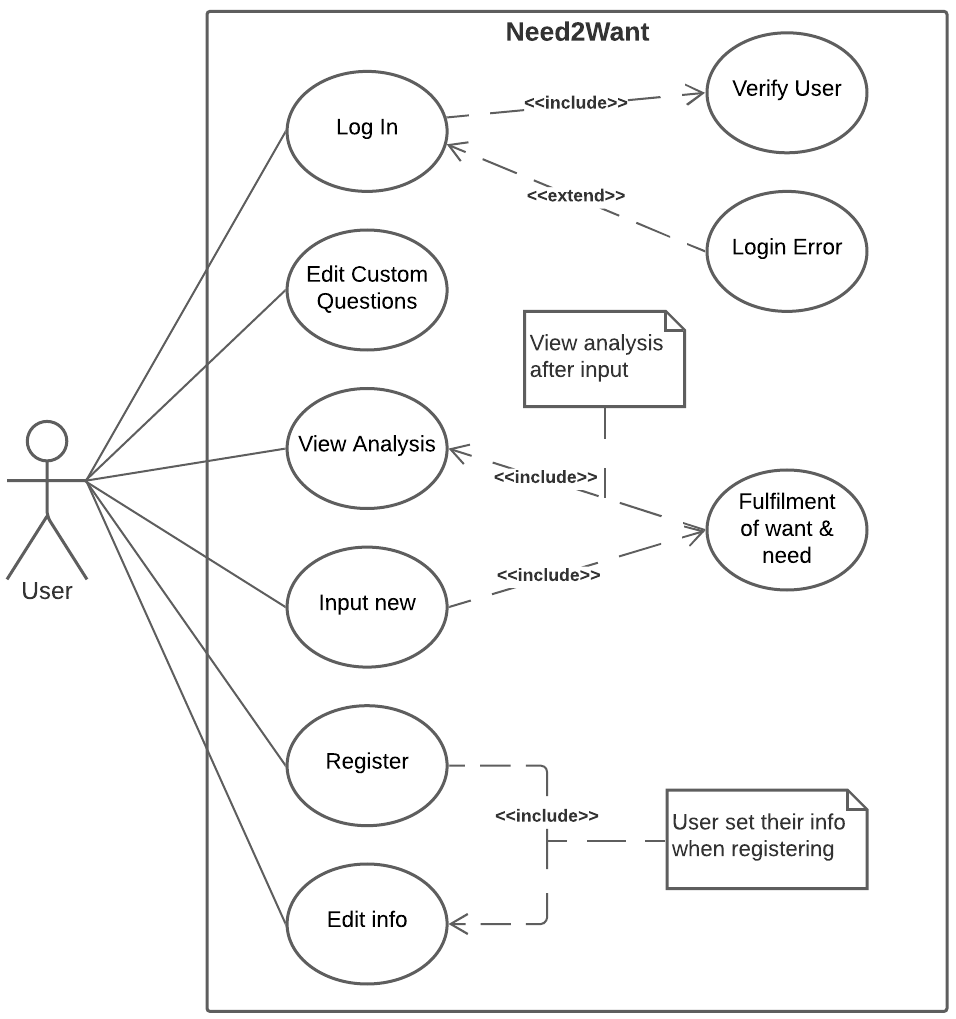 Need2Want
Log In
<<include>>
Verify User
<<extend>>
Login Error
Edit Custom
Questions
View analysis
after input
View Analysis
<<include>>
Fulfilment
of want &
need
<<include>>
Input new
User
Register
<<include>>
User set their info
when registering
Edit info